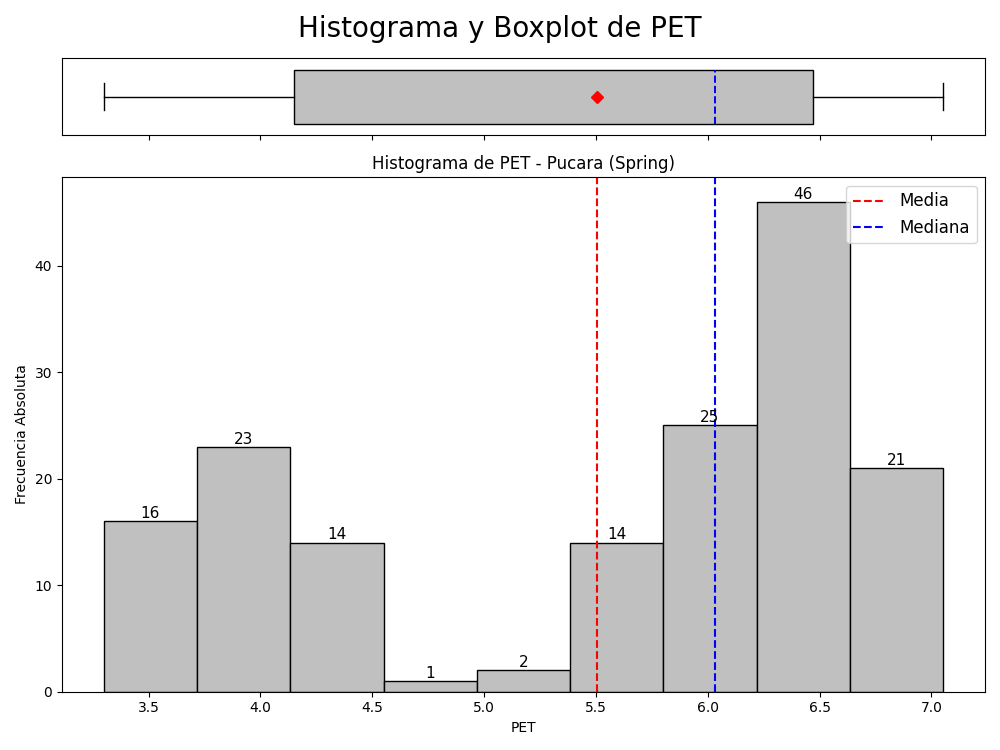 Histograma y Boxplot de PET
Histograma de PET - Pucara (Spring)
Media
Mediana
Frecuencia Absoluta
40
30
20
10
0
16
23
14
1
2
14
25
46
21
3.5 4.0 4.5 5.0 5.5 6.0 6.5 7.0
PET